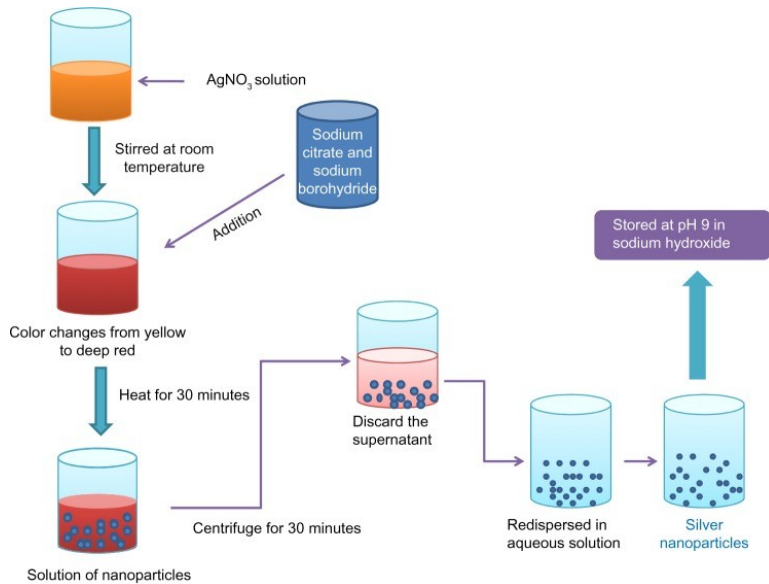 AgNO₃ solution
Stirred at room
temperature
Sodium
citrate and
sodium
borohydride
Addition
Color changes from yellow
to deep red
Heat for 30 minutes
Solution of nanoparticles
Centrifuge for 30 minutes
Discard the
supernatant
Redispersed in
aqueous solution
Silver
nanoparticles
Stored at pH 9 in
sodium hydroxide